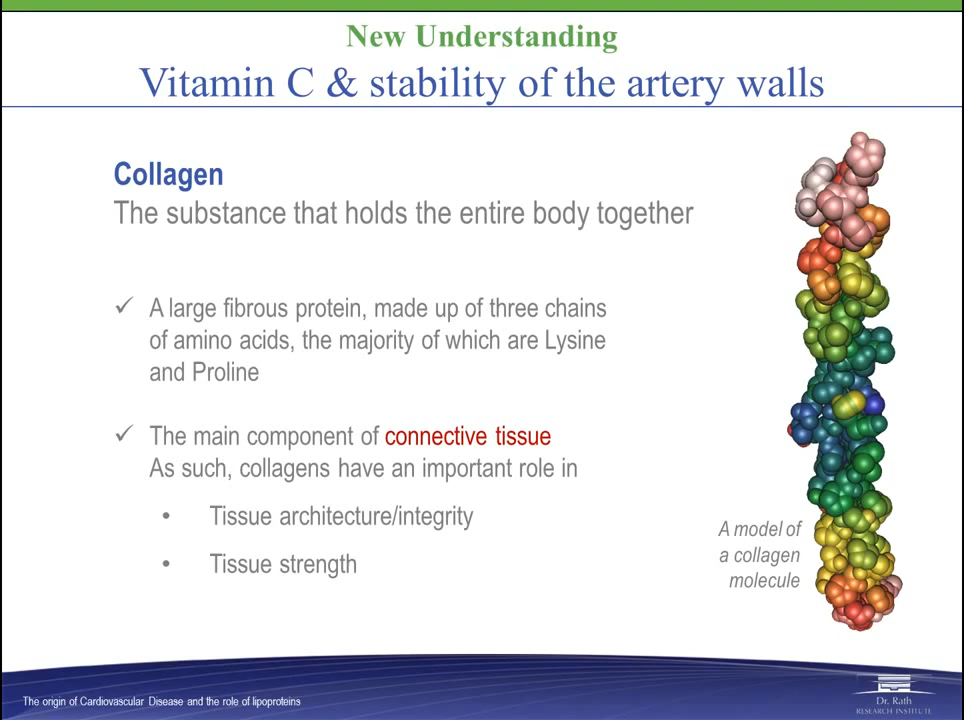 New Understanding
Vitamin C & stability of the artery walls
Collagen
The substance that holds the entire body together
✓ A large fibrous protein, made up of three chains
of amino acids, the majority of which are Lysine
and Proline
✓ The main component of connective tissue
As such, collagens have an important role in
• Tissue architecture/integrity
• Tissue strength
A model of
a collagen
molecule
The origin of Cardiovascular Disease and the role of lipoproteins
Dr. Rath
RESEARCH INSTITUTE